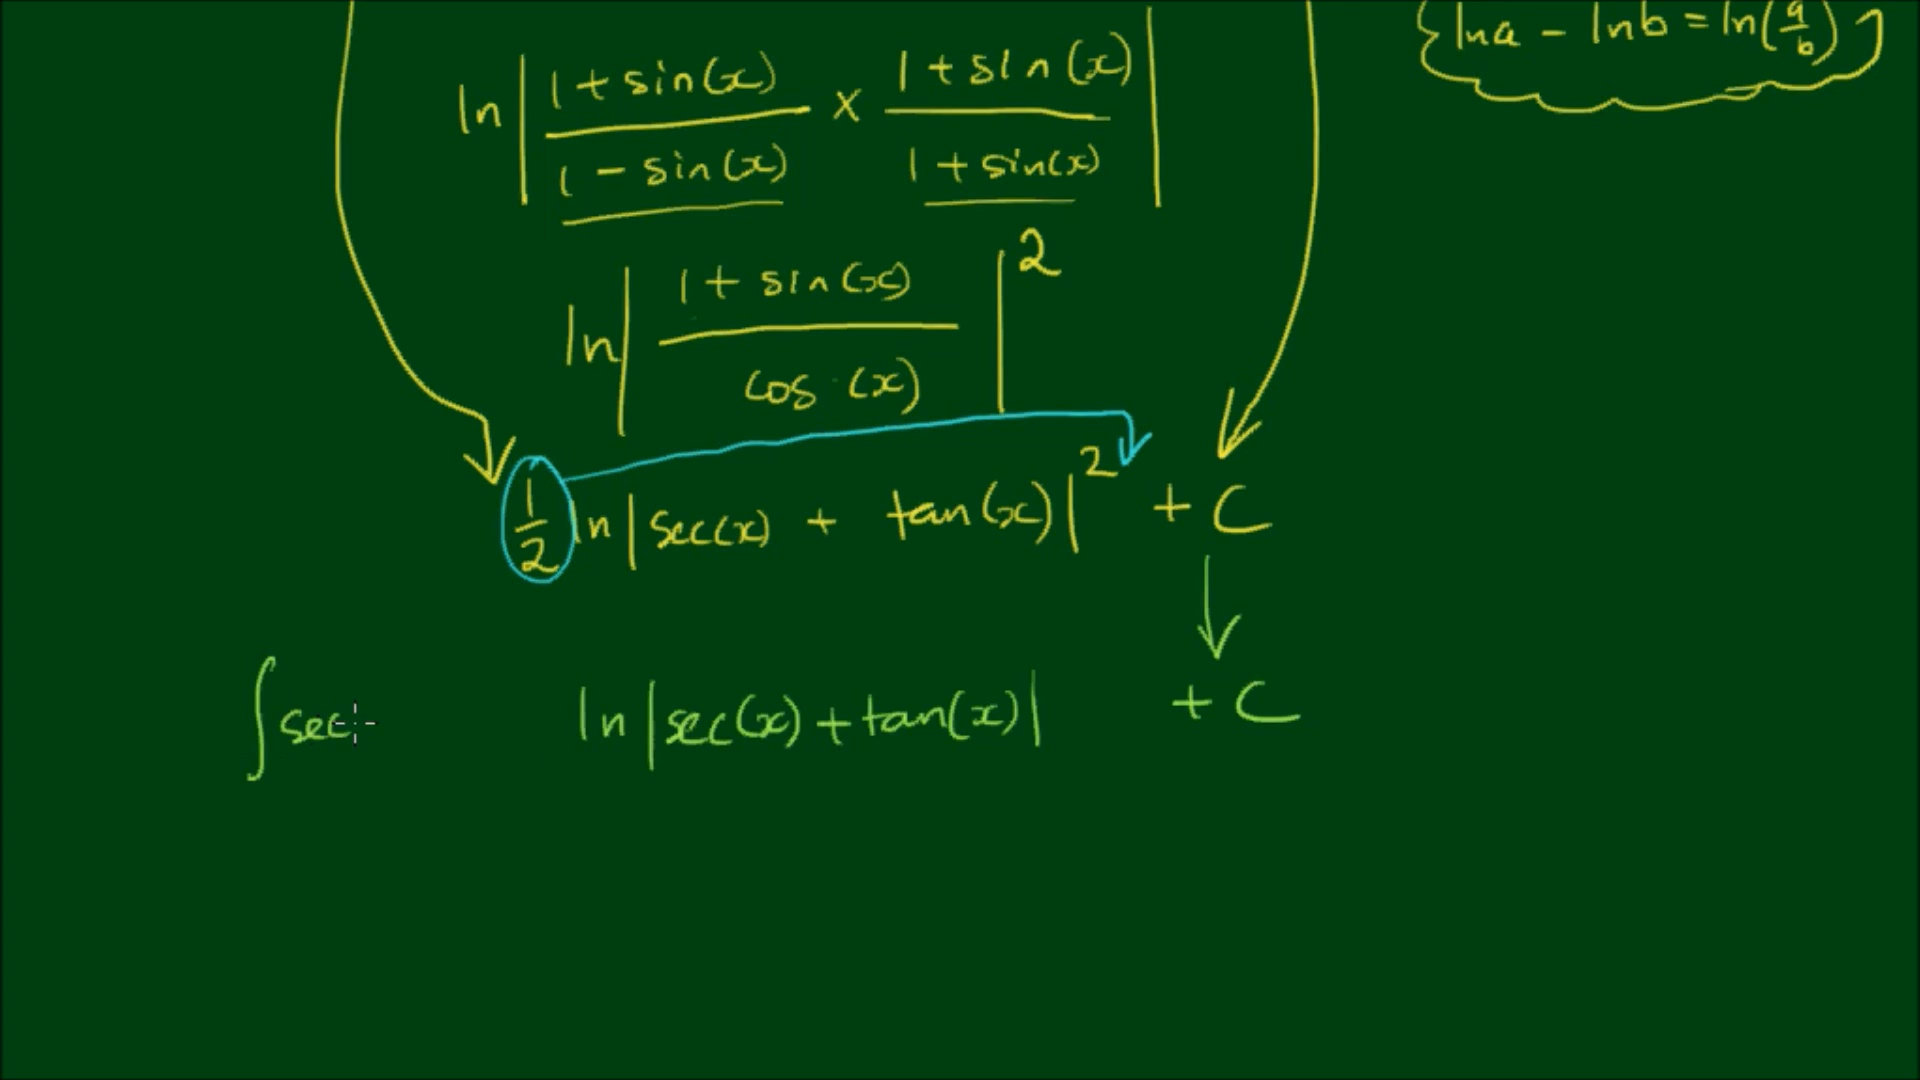 {ln a - ln b = ln(a/b)}
ln| (1 + sin(x))/(1 - sin(x)) × (1 + sin(x))/(1 + sin(x)) |
ln| (1 + sin(x))/(cos(x)) |²
1/2 ln|sec(x) + tan(x)|² + C
∫sec ln|sec(x) + tan(x)| + C